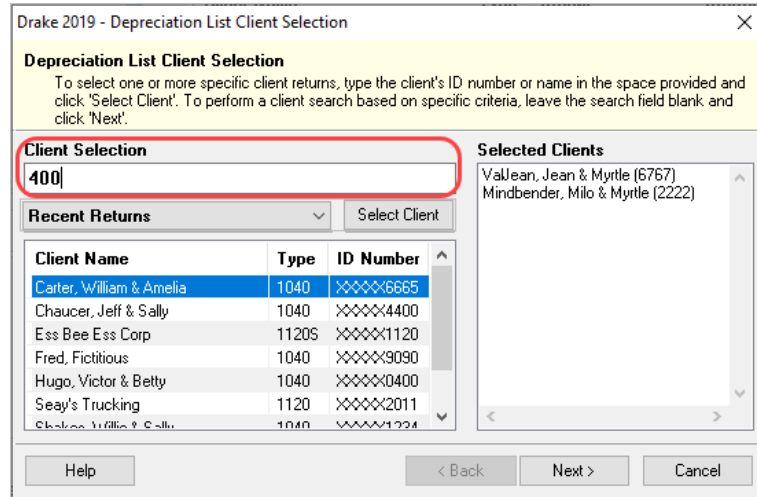 Drake 2019 - Depreciation List Client Selection
Depreciation List Client Selection
To select one or more specific client returns, type the client's ID number or name in the space provided and
click 'Select Client'. To perform a client search based on specific criteria, leave the search field blank and
click 'Next'.
Client Selection
400
Recent Returns
Select Client
Client Name Type ID Number
Carter, William & Amelia 1040 XXXXX6665
Chaucer, Jeff & Sally 1040 XXXXX4400
Ess Bee Ess Corp 1120S XXXXX1120
Fred, Fictitious 1040 XXXXX9090
Hugo, Victor & Betty 1040 XXXXX0400
Seay's Trucking 1120 XXXXX2011
1040 XXXXX1234
Selected Clients
ValJean, Jean & Myrtle (6767)
Mindbender, Milo & Myrtle (2222)
Help
< Back
Next >
Cancel